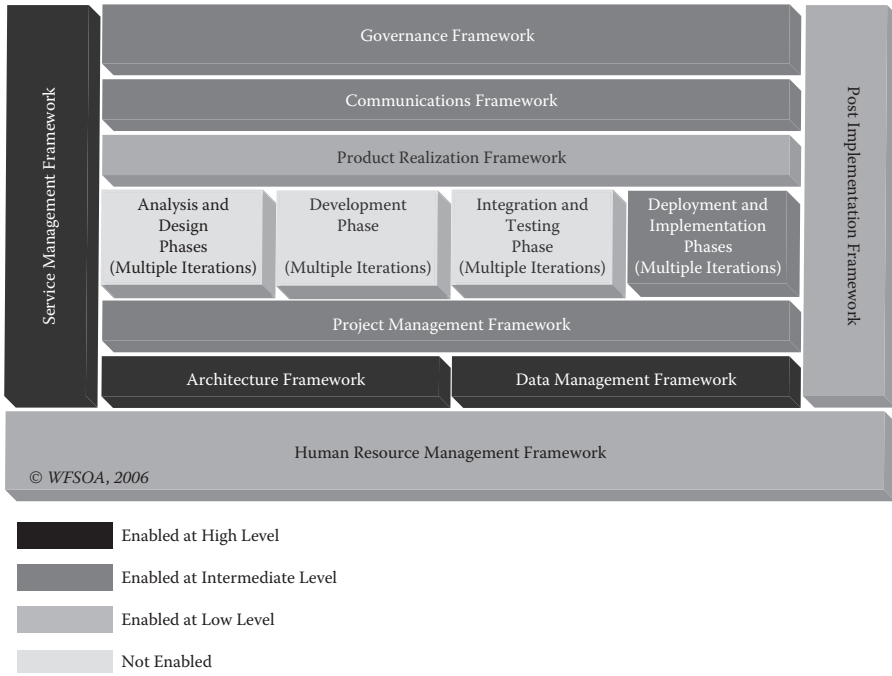 Governance Framework
Communications Framework
Product Realization Framework
Service Management Framework
Post Implementation Framework
Analysis and
Design
Phases
(Multiple Iterations)
Development
Phase
(Multiple Iterations)
Integration and
Testing
Phase
(Multiple Iterations)
Deployment and
Implementation
Phases
(Multiple Iterations)
Project Management Framework
Architecture Framework
Data Management Framework
Human Resource Management Framework
© WFSOA, 2006
Enabled at High Level
Enabled at Intermediate Level
Enabled at Low Level
Not Enabled